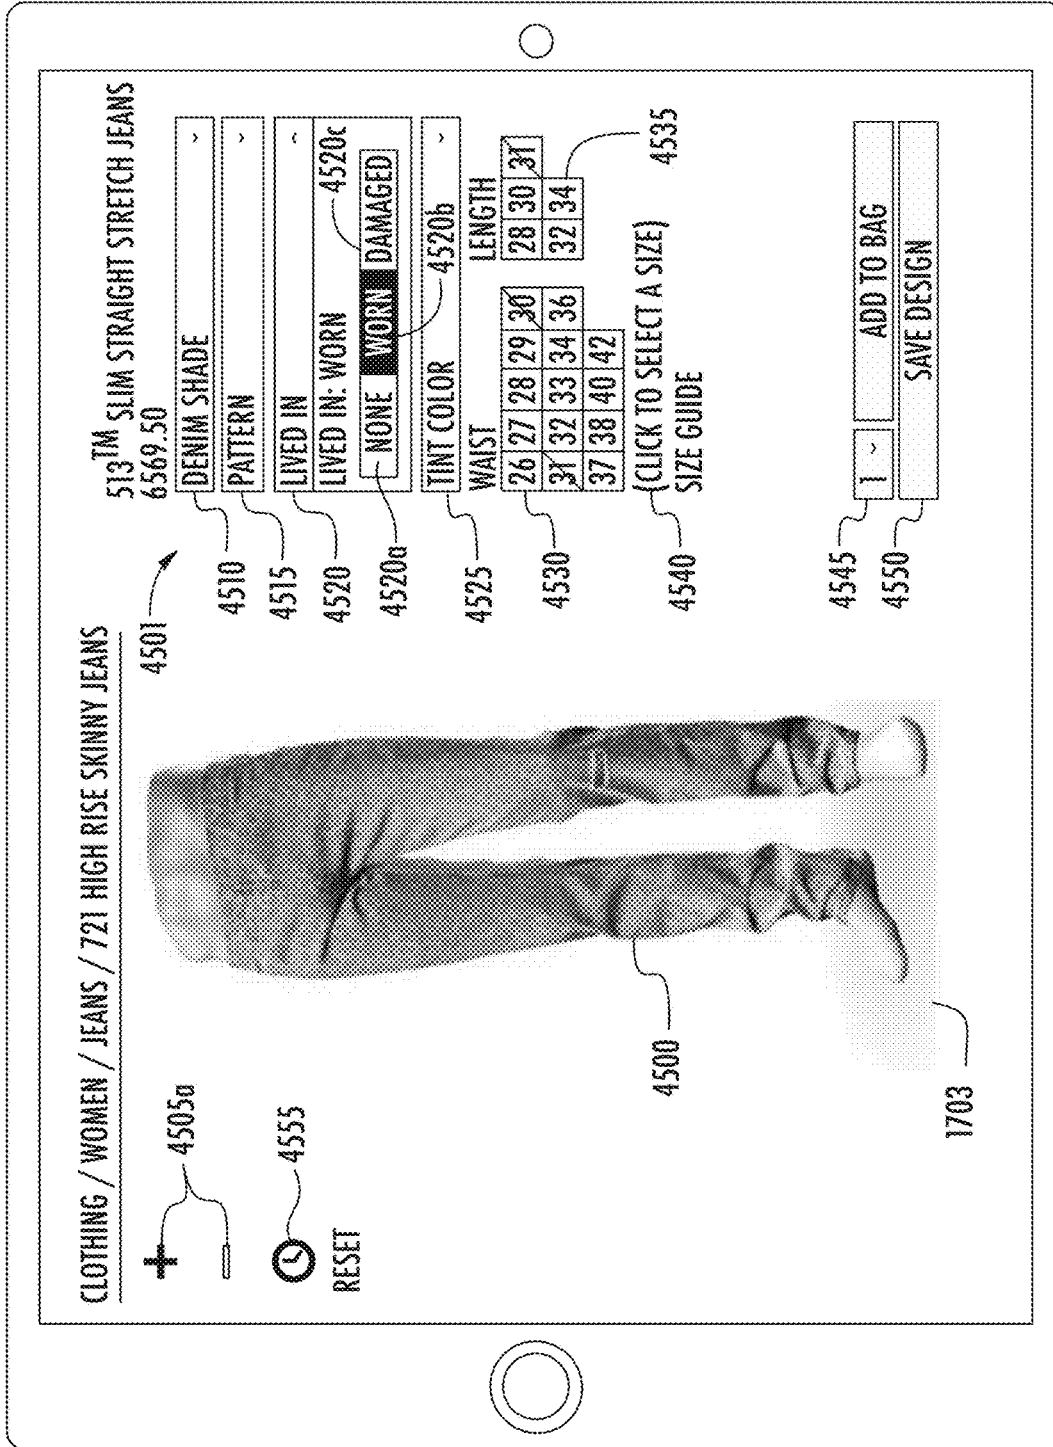 CLOTHING / WOMEN / JEANS / 721 HIGH RISE SKINNY JEANS
4505a
4555
RESET
4500
1703
4501
513™ SLIM STRAIGHT STRETCH JEANS
6569.50
4510
DENIM SHADE
4515
PATTERN
4520
LIVED IN
LIVED IN: WORN
4520a
NONE WORN DAMAGED
4520c
4520b
4525
TINT COLOR
WAIST LENGTH
4530
26 27 28 29 30 28 30 31
31 32 33 34 36 32 34
37 38 40 42
4535
4540
(CLICK TO SELECT A SIZE)
SIZE GUIDE
4545
1 ADD TO BAG
4550
SAVE DESIGN